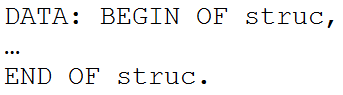 DATA: BEGIN OF struc,
…
END OF struc.